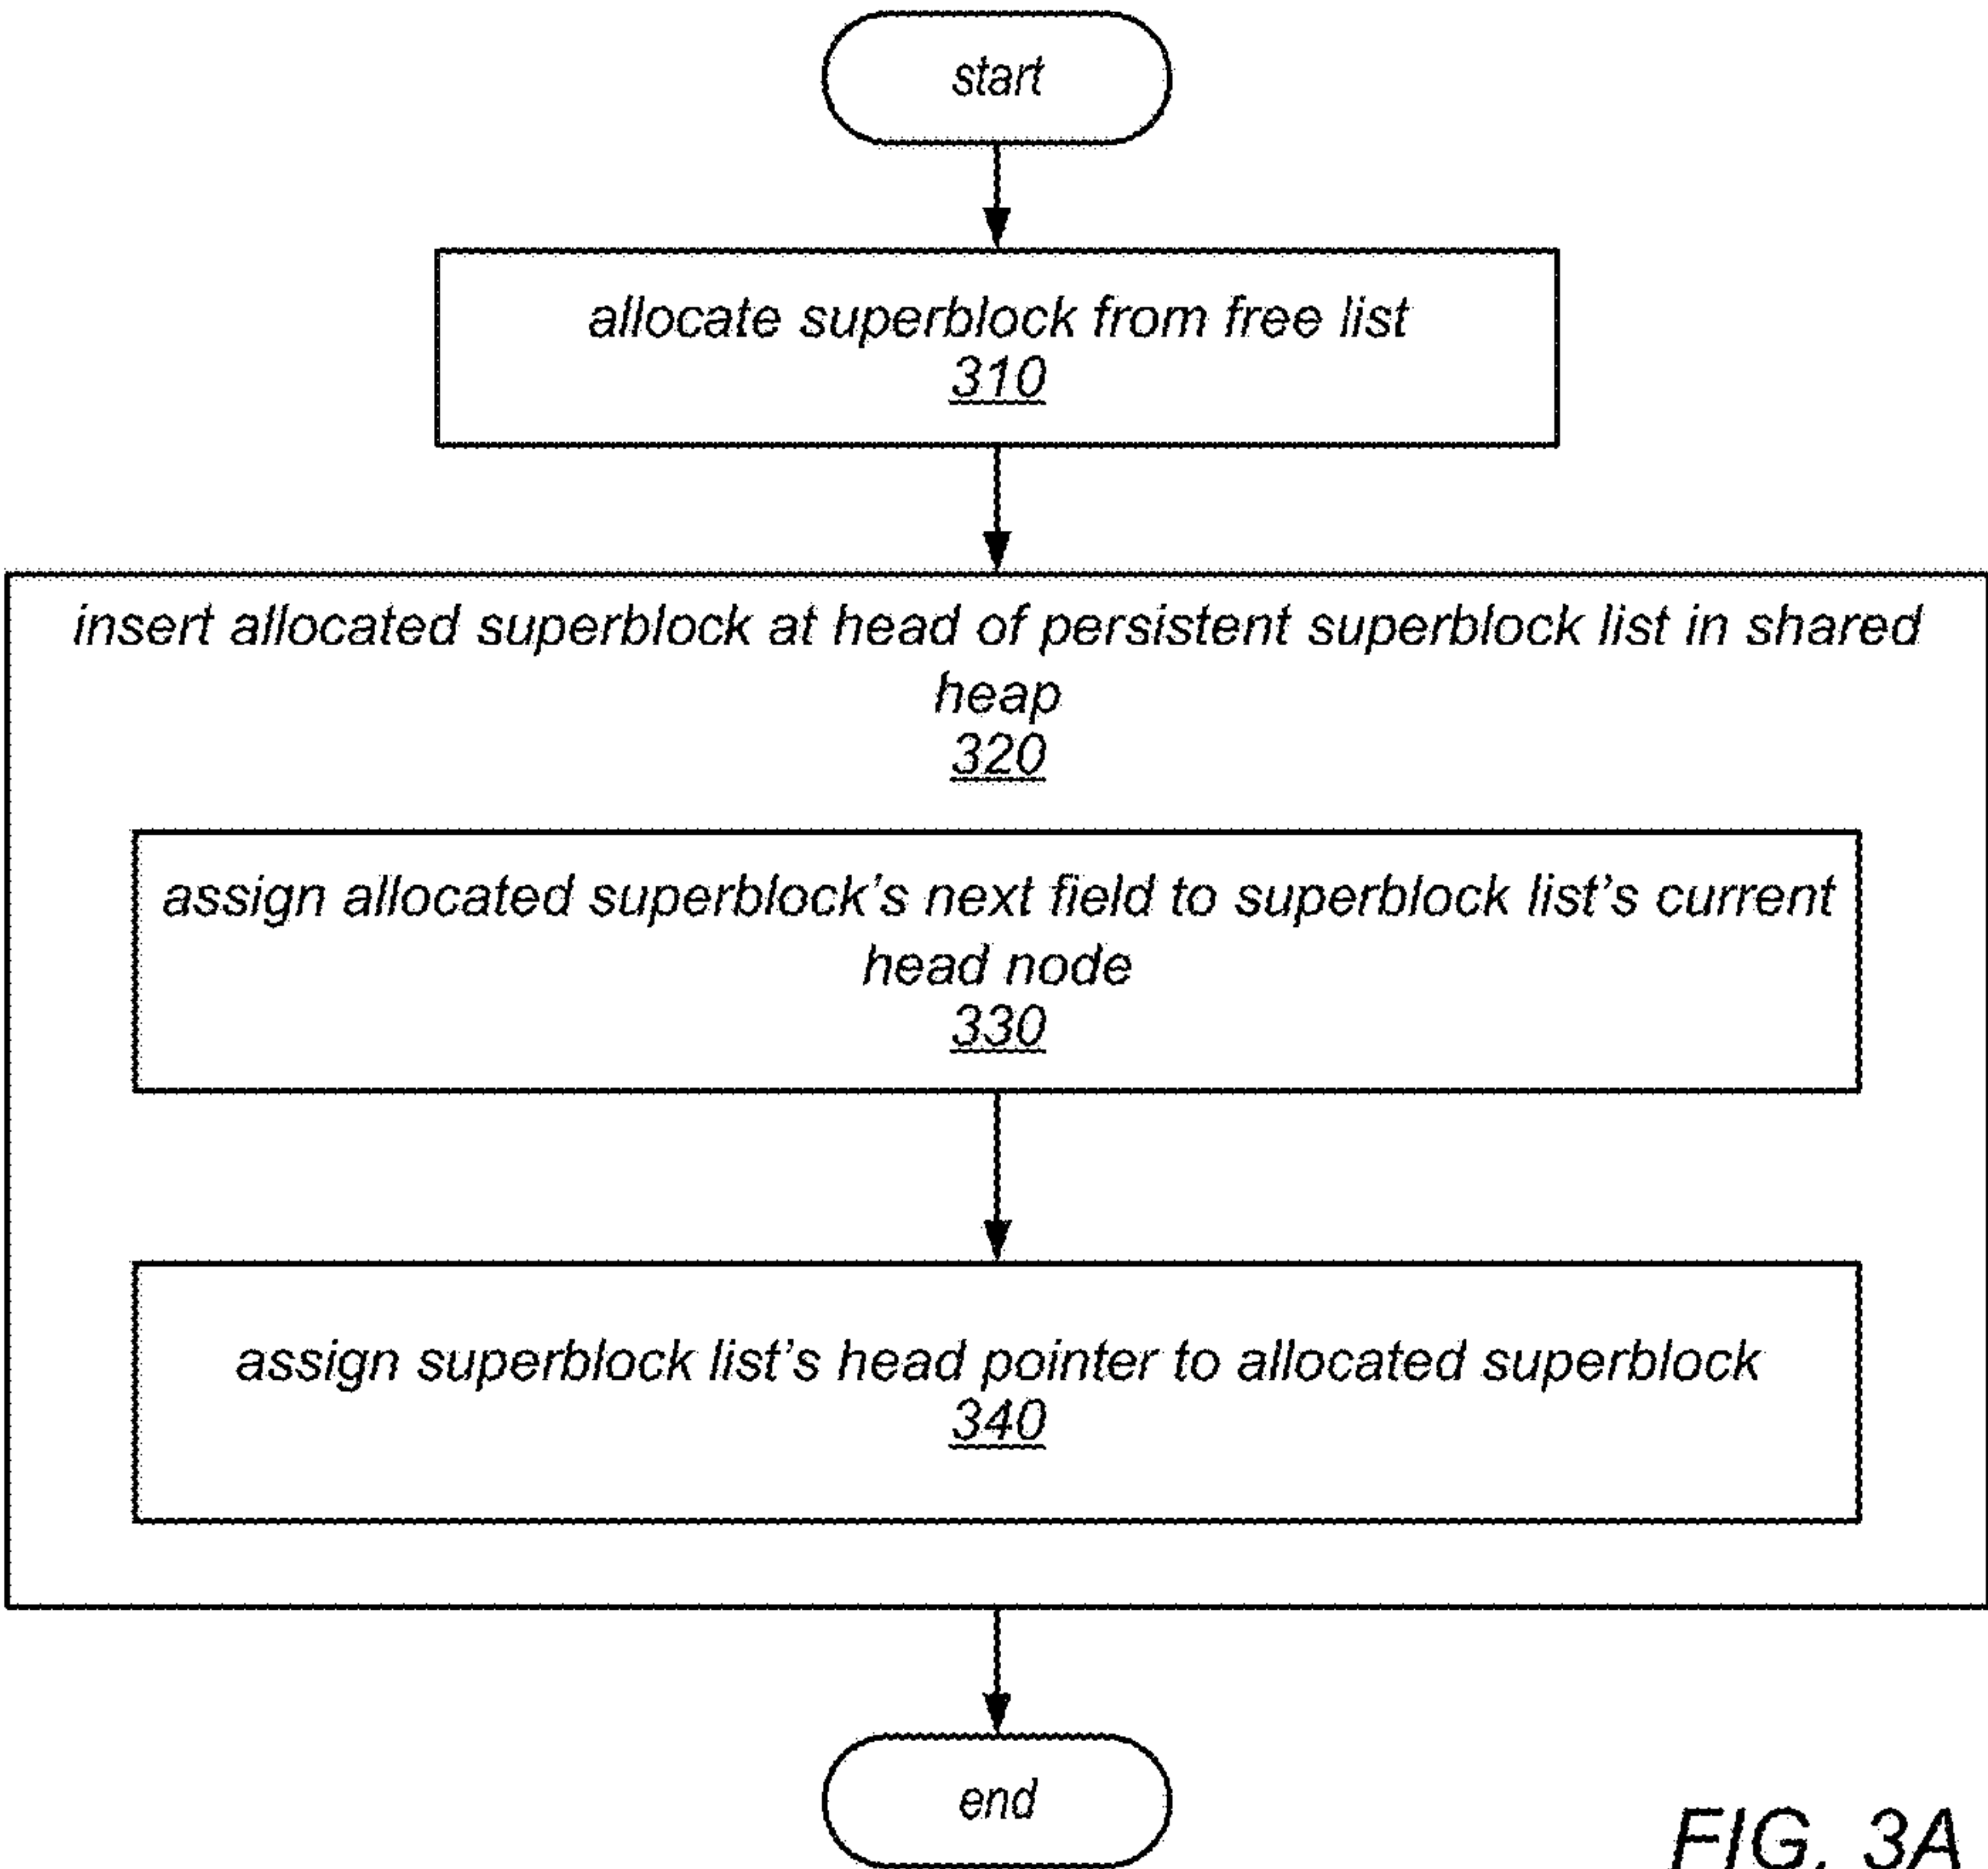 start
allocate superblock from free list
310
insert allocated superblock at head of persistent superblock list in shared
heap
320
assign allocated superblock's next field to superblock list's current
head node
330
assign superblock list's head pointer to allocated superblock
340
end
FIG. 3A